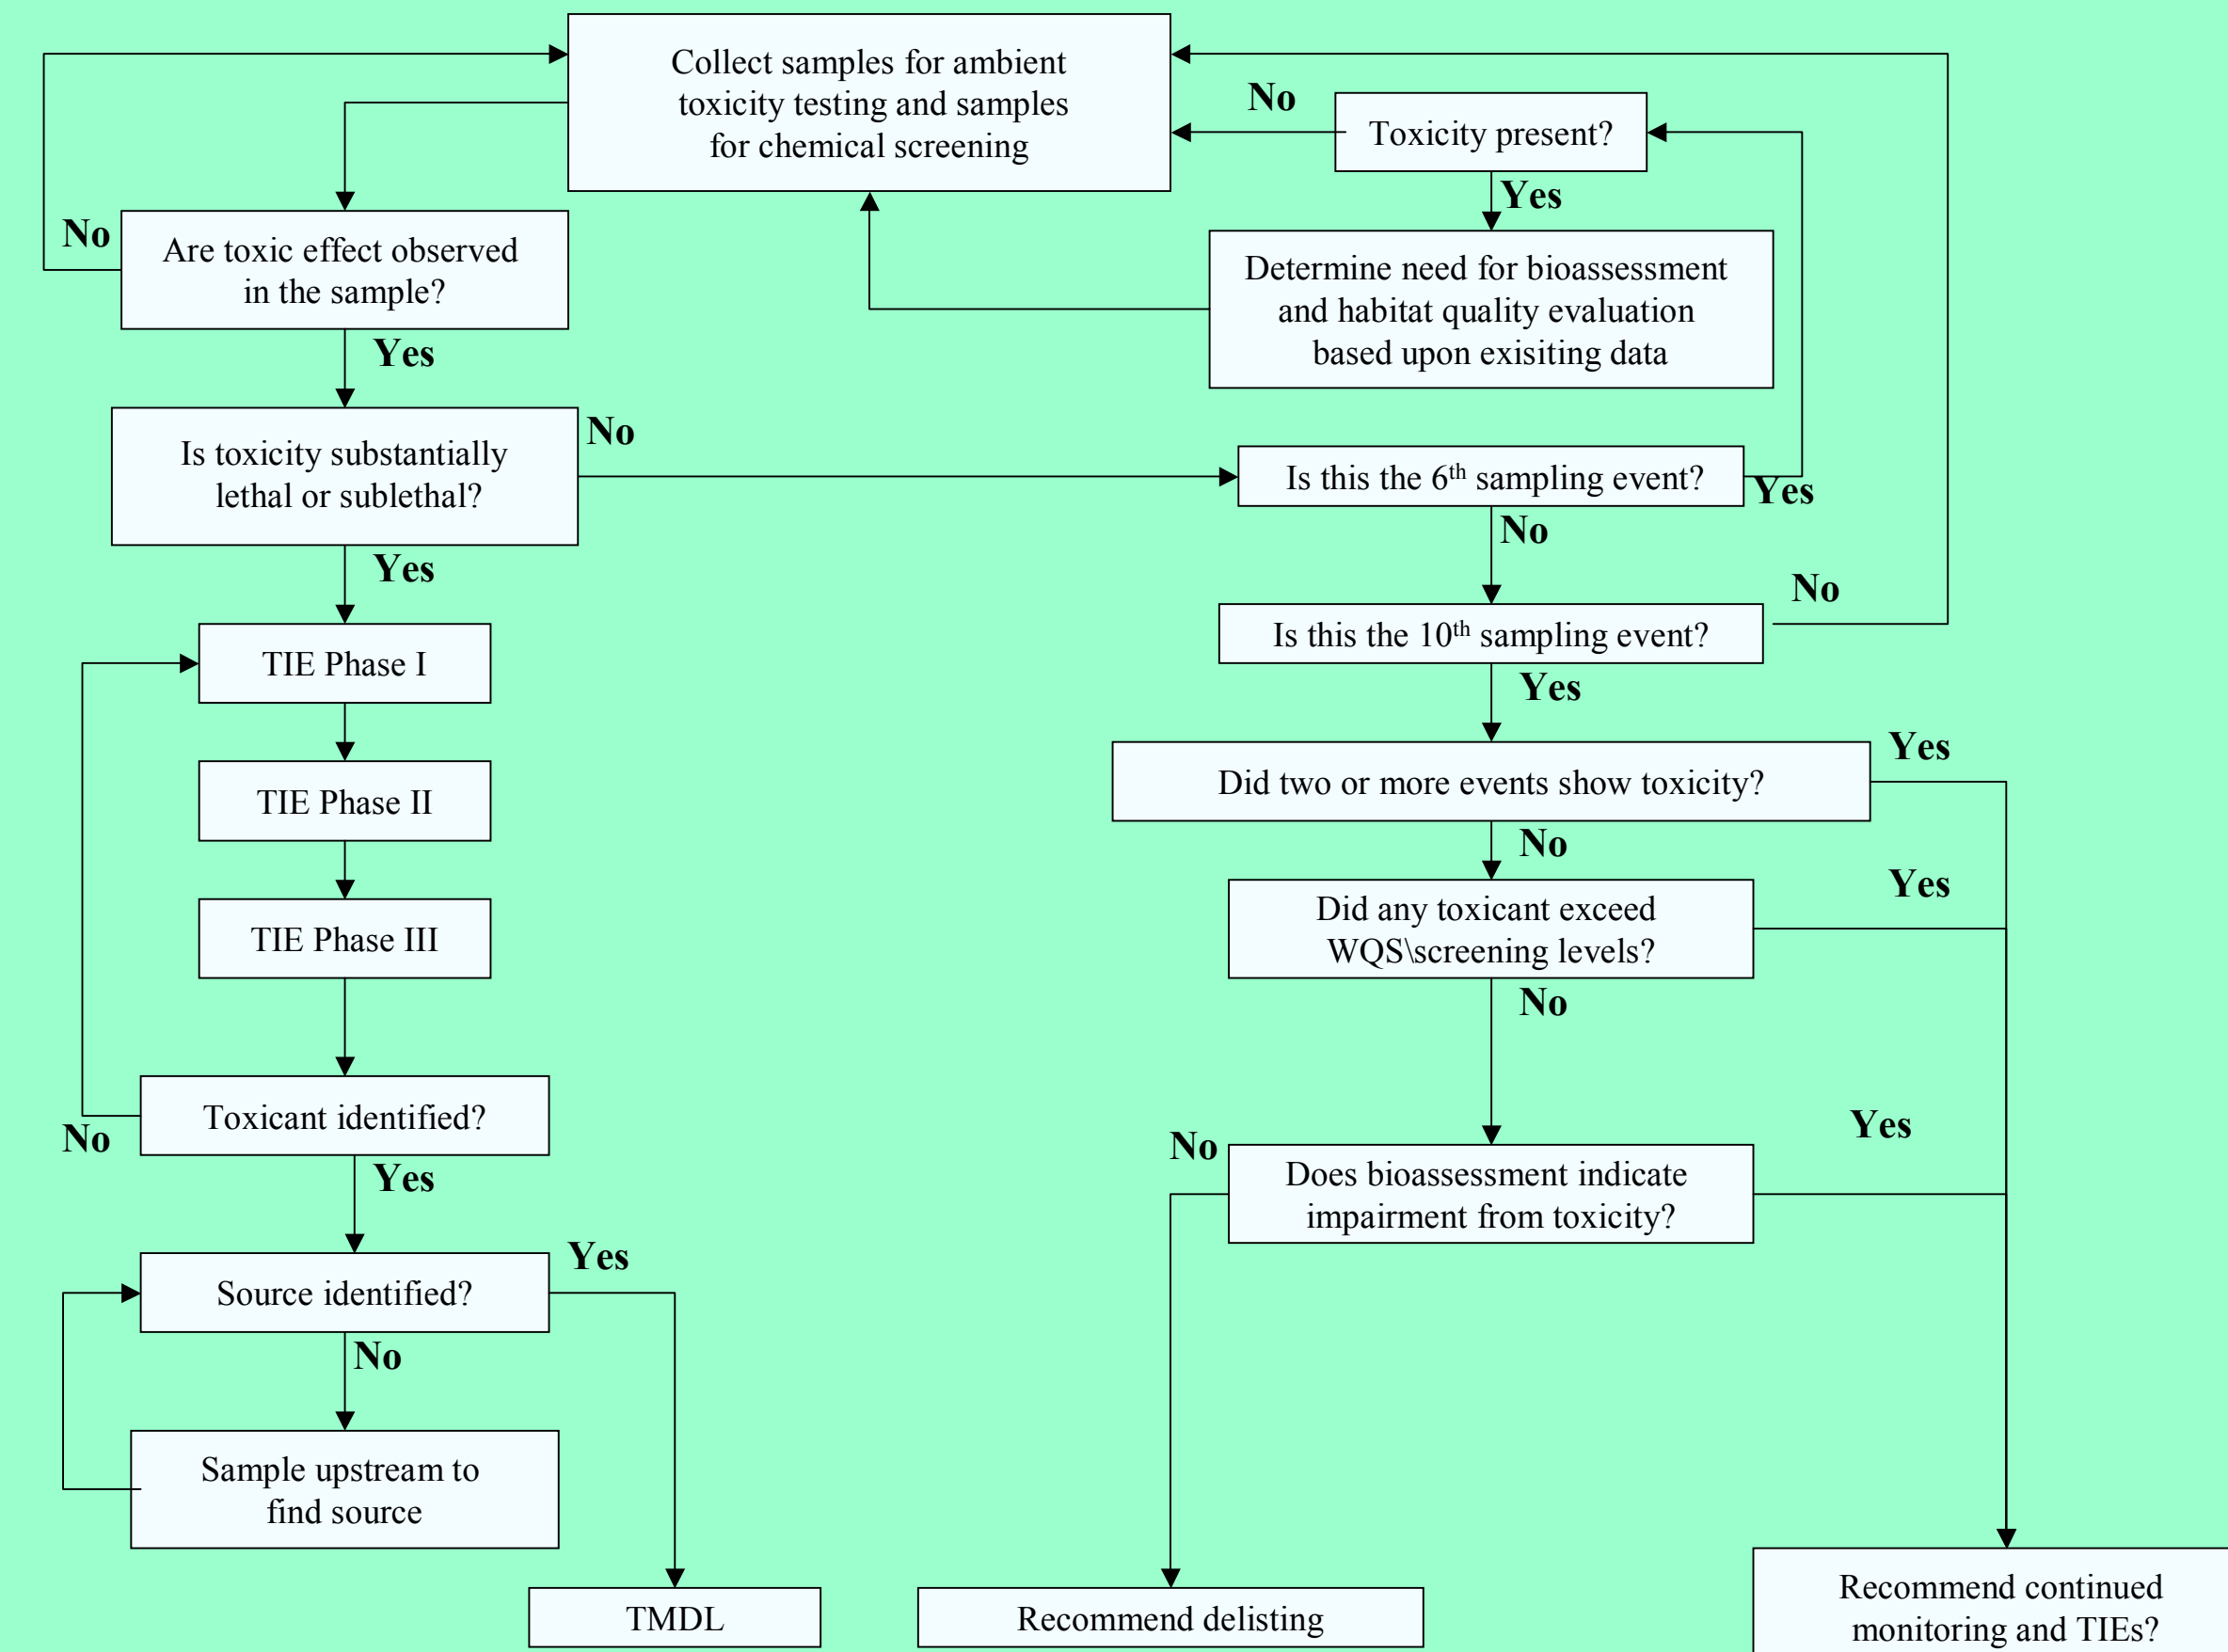 Collect samples for ambient
toxicity testing and samples
for chemical screening
No
Toxicity present?
Yes
No
Are toxic effect observed
in the sample?
Determine need for bioassessment
and habitat quality evaluation
based upon exisiting data
Yes
Is toxicity substantially
lethal or sublethal?
No
Is this the 6th sampling event?
Yes
No
Yes
No
Is this the 10th sampling event?
TIE Phase I
Yes
TIE Phase II
Did two or more events show toxicity?
Yes
No
TIE Phase III
Did any toxicant exceed
WQS\screening levels?
Yes
No
Toxicant identified?
No
Yes
No
Does bioassessment indicate
impairment from toxicity?
Yes
Source identified?
Yes
No
Sample upstream to
find source
TMDL
Recommend delisting
Recommend continued
monitoring and TIEs?